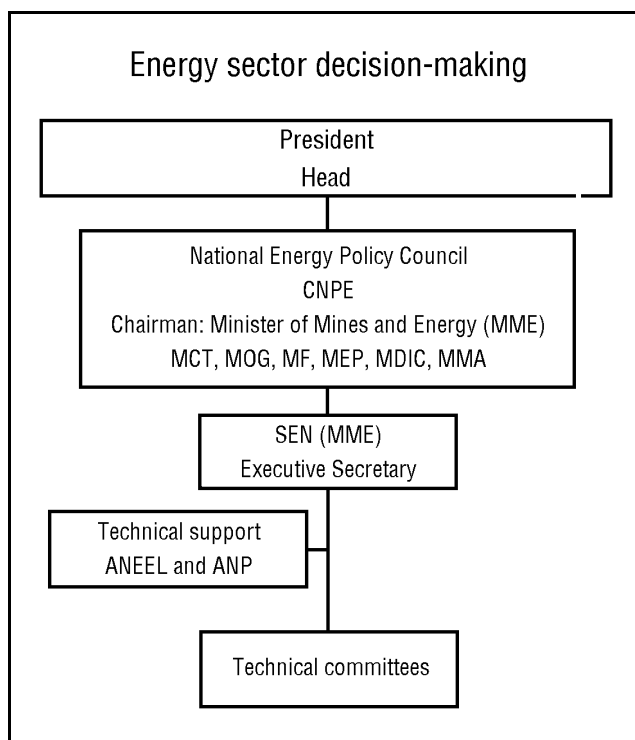 Energy sector decision-making
President
Head
National Energy Policy Council
CNPE
Chairman: Minister of Mines and Energy (MME)
MCT, MOG, MF, MEP, MDIC, MMA
SEN (MME)
Executive Secretary
Technical support
ANEEL and ANP
Technical committees